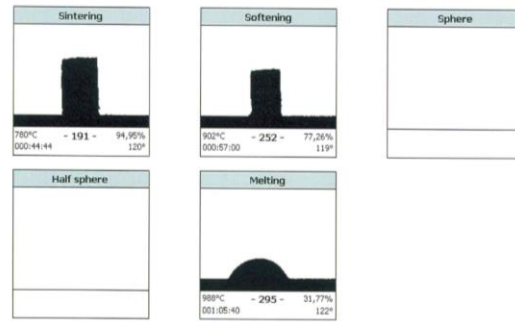 Sintering
780°C - 191 - 94,95%
000:44:44 120°
Softening
902°C - 252 - 77,26%
000:57:00 119°
Sphere
Half sphere
Melting
988°C - 295 - 31,77%
001:05:40 122°